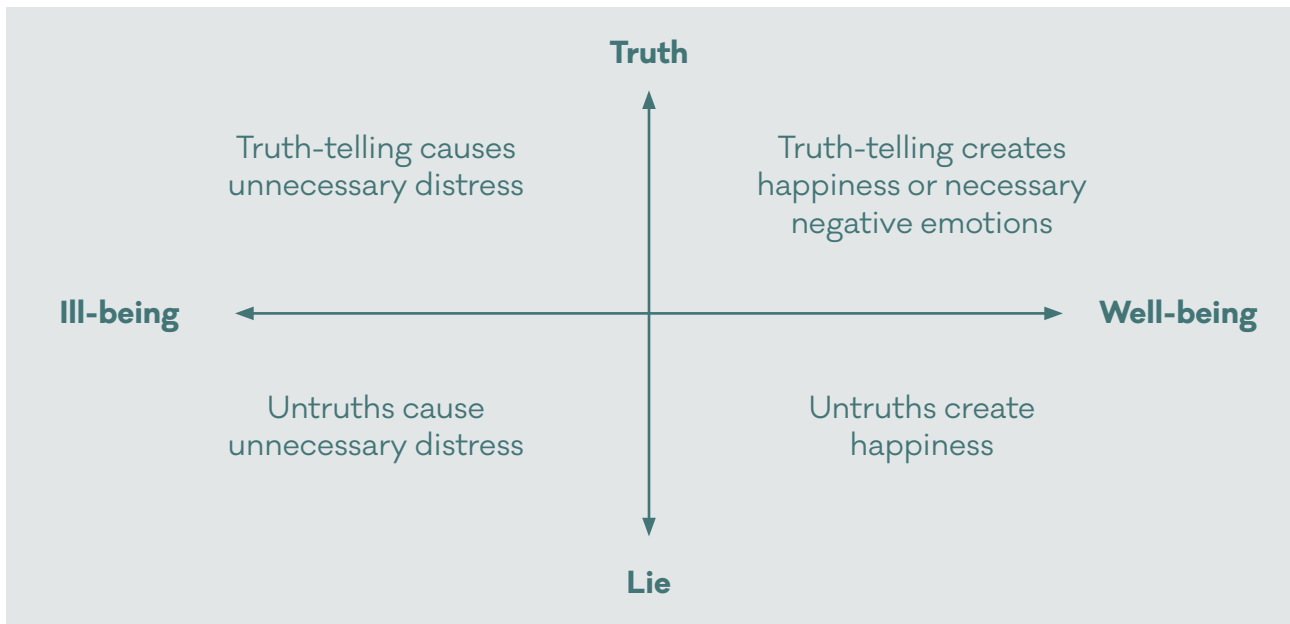 Truth
Truth-telling causes
unnecessary distress
Truth-telling creates
happiness or necessary
negative emotions
Ill-being
Well-being
Untruths cause
unnecessary distress
Untruths create
happiness
Lie